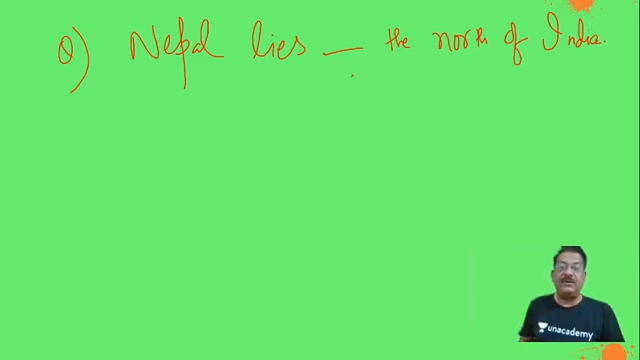 Q) Nepal lies — the north of India.
unacademy